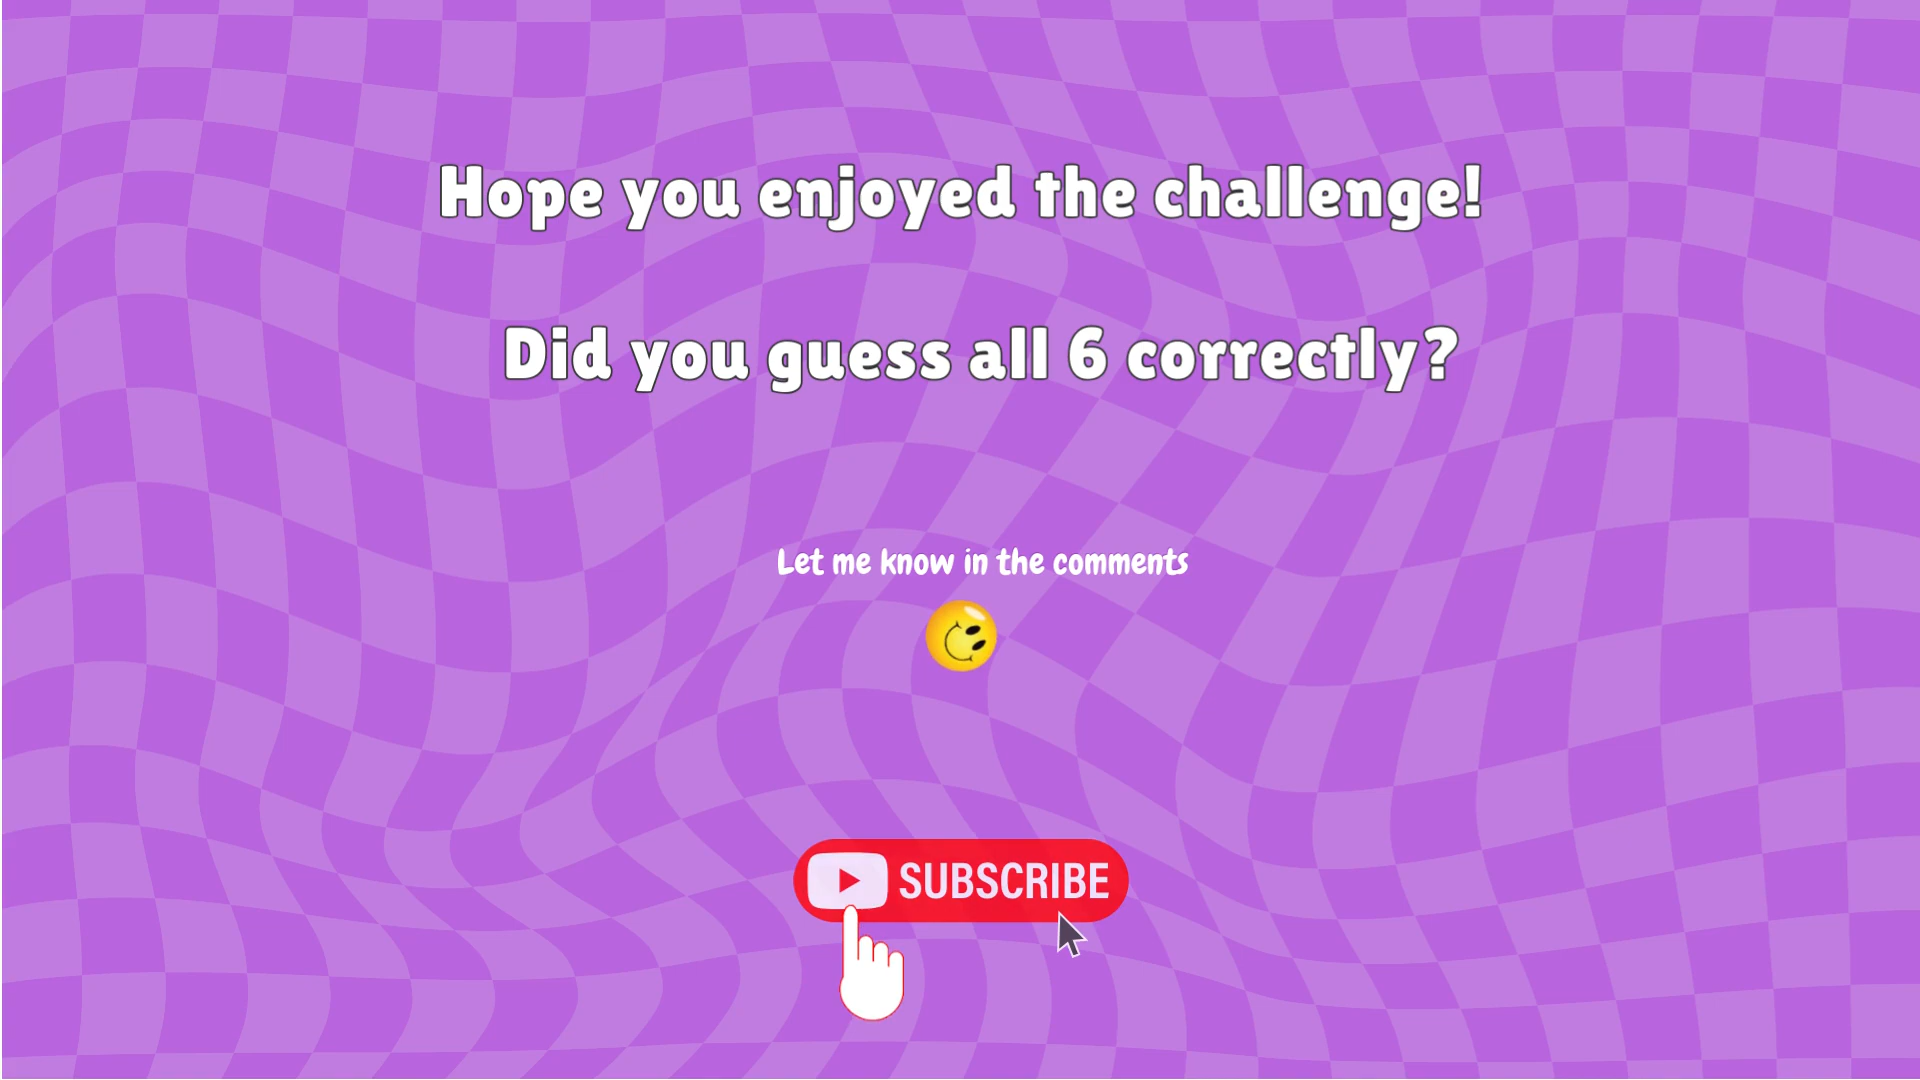 Hope you enjoyed the challenge!
Did you guess all 6 correctly?
Let me know in the comments
SUBSCRIBE